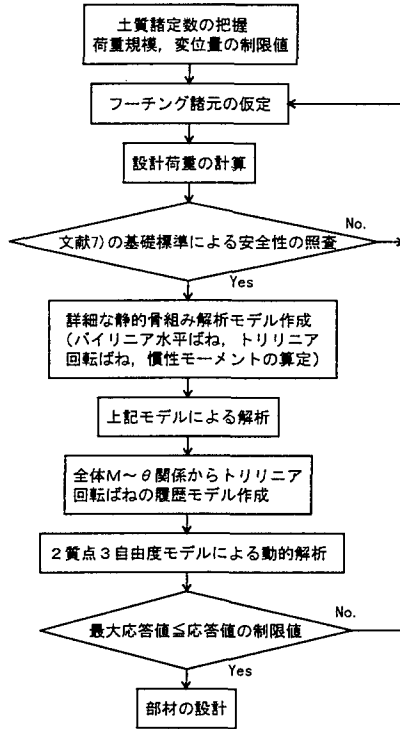 土質諸定数の把握
荷重規模，変位量の制限値
フーチング諸元の仮定
設計荷重の計算
No.
文献7)の基礎標準による安全性の照査
Yes
詳細な静的骨組み解析モデル作成
(バイリニア水平ばね，トリリニア
回転ばね，慣性モーメントの算定)
上記モデルによる解析
全体M～θ関係からトリリニア
回転ばねの履歴モデル作成
２質点３自由度モデルによる動的解析
No.
最大応答値≦応答値の制限値
Yes
部材の設計